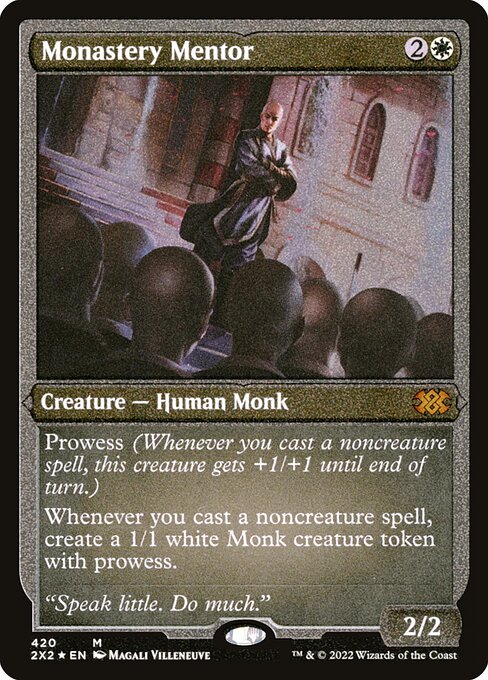 Monastery Mentor 2
Creature — Human Monk
Prowess (Whenever you cast a noncreature
spell, this creature gets +1/+1 until end of
turn.)
Whenever you cast a noncreature spell,
create a 1/1 white Monk creature token
with prowess.
“Speak little. Do much.”
2/2
420 M
2X2 ★ EN Magali Villeneuve
™ & © 2022 Wizards of the Coast